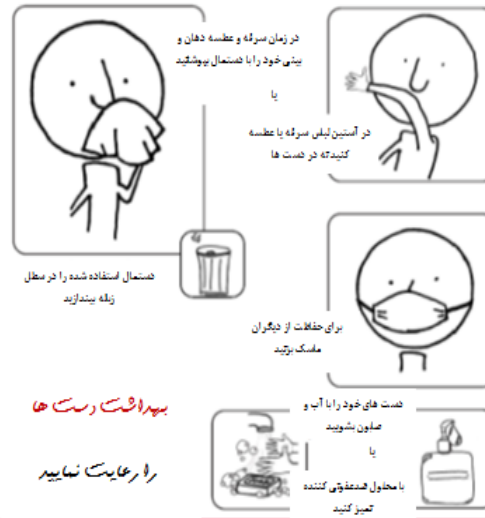 در زمان سرفه و عطسه دهان و
بینی خود را با دستمال بپوشانید
یا
در آستین لباس سرفه یا عطسه
کنید نه در دست ها
دستمال استفاده شده را در سطل
زباله بیندازید
برای حفاظت از دیگران
ماسک بزنید
بهداشت دست ها
را رعایت نمایید
دست های خود را با آب و
صابون بشویید
یا
با محلول ضدعفونی کننده
تمیز کنید